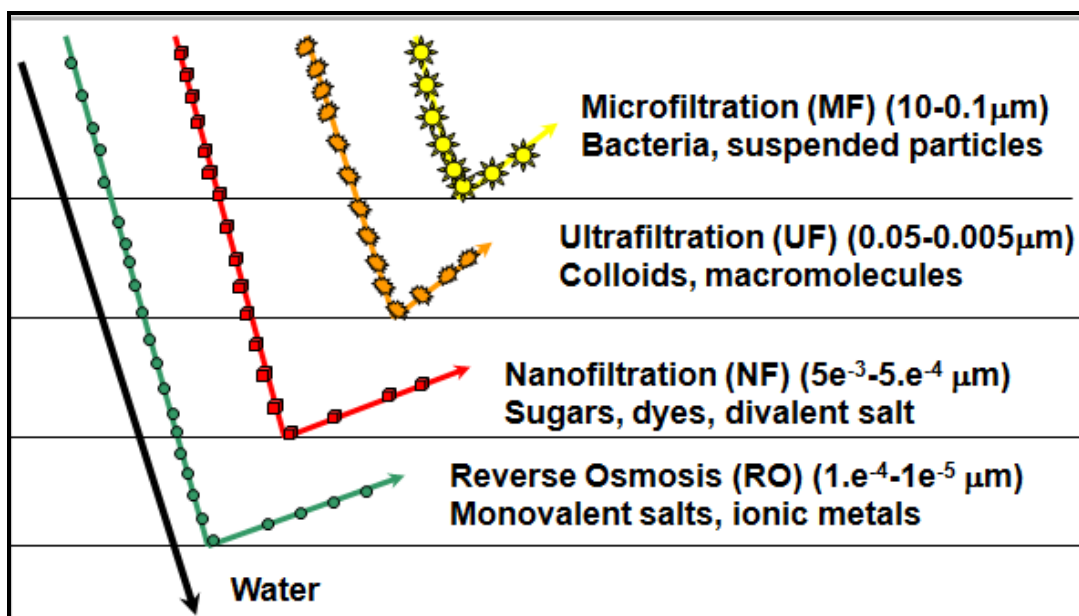 Microfiltration (MF) (10-0.1μm)
Bacteria, suspended particles
Ultrafiltration (UF) (0.05-0.005μm)
Colloids, macromolecules
Nanofiltration (NF) (5e⁻³-5.e⁻⁴ μm)
Sugars, dyes, divalent salt
Reverse Osmosis (RO) (1.e⁻⁴-1e⁻⁵ μm)
Monovalent salts, ionic metals
Water